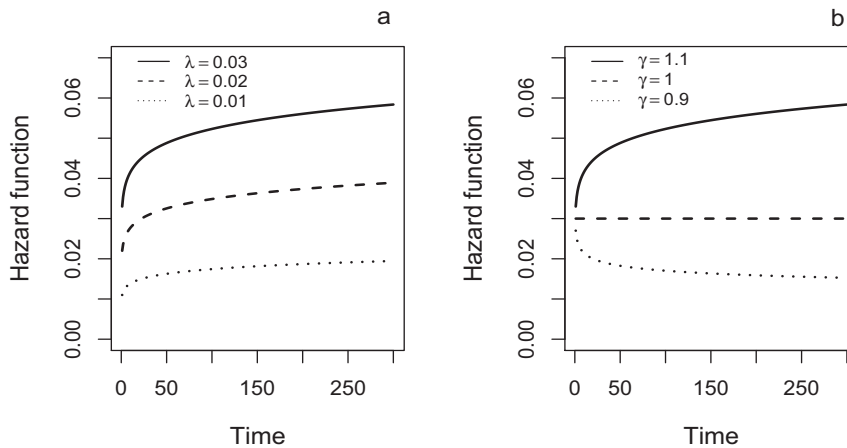 a
λ = 0.03
λ = 0.02
λ = 0.01
Hazard function
0.00
0.02
0.04
0.06
0
50
150
250
Time
b
γ = 1.1
γ = 1
γ = 0.9
Hazard function
0.00
0.02
0.04
0.06
0
50
150
250
Time